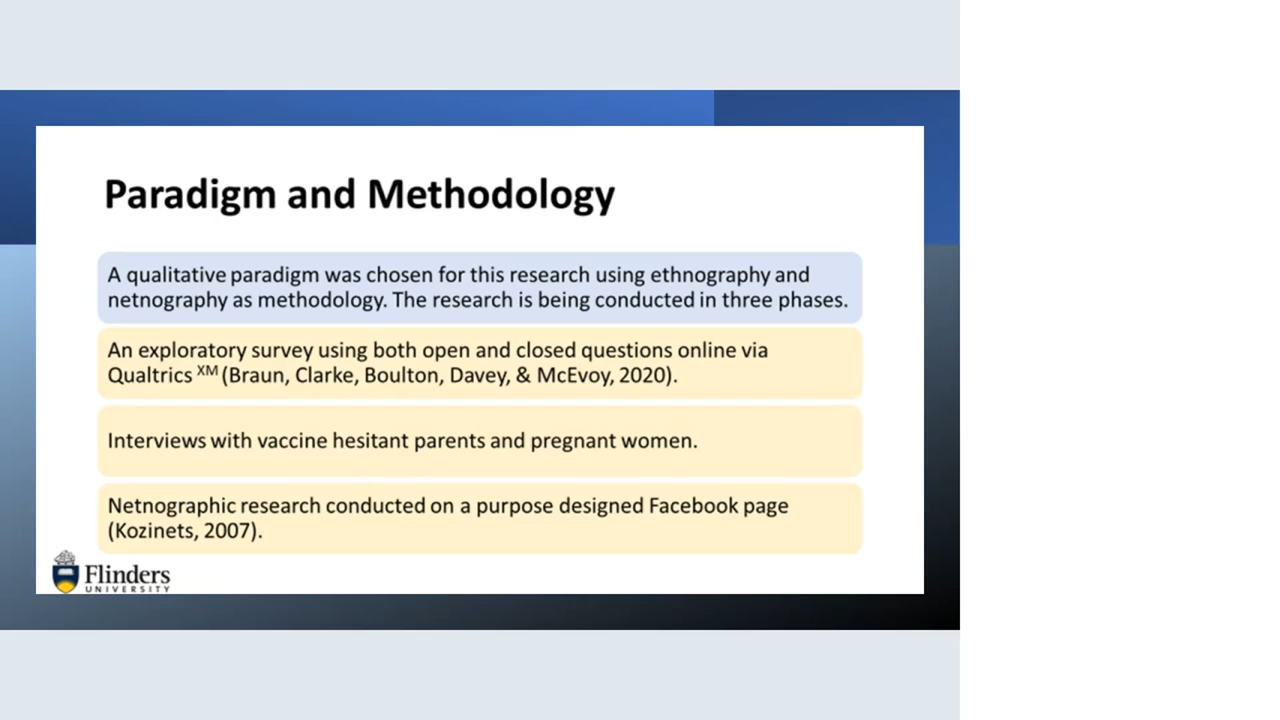 Paradigm and Methodology
A qualitative paradigm was chosen for this research using ethnography and
netnography as methodology. The research is being conducted in three phases.
An exploratory survey using both open and closed questions online via
Qualtrics XM (Braun, Clarke, Boulton, Davey, & McEvoy, 2020).
Interviews with vaccine hesitant parents and pregnant women.
Netnographic research conducted on a purpose designed Facebook page
(Kozinets, 2007).
Flinders
UNIVERSITY